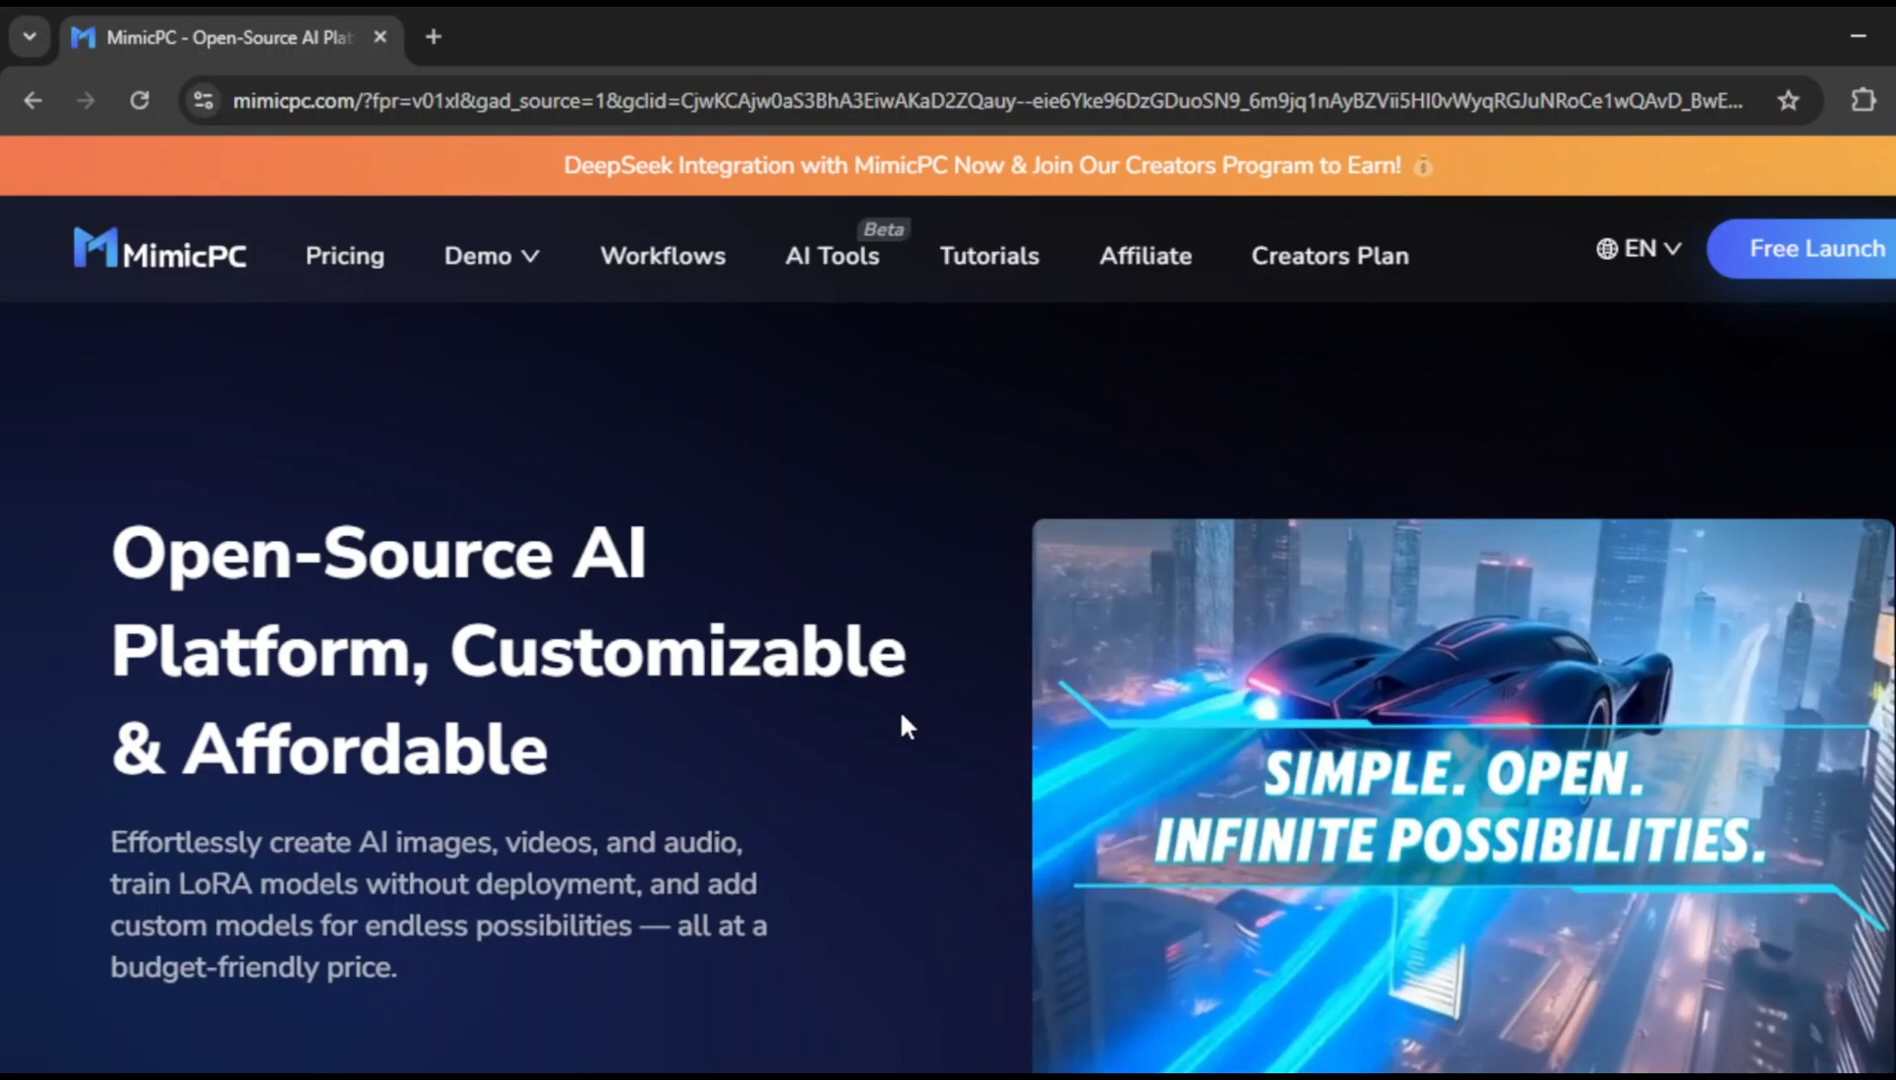 MimicPC - Open-Source AI Plat
mimicpc.com/?fpr=v01xl&gad_source=1&gclid=CjwKCAjw0aS3BhA3EiwAKaD2ZQauy--eie6Yke96DzGDuoSN9_6m9jq1nAyBZVii5HI0vWyqRGJuNRoCe1wQAvD_BwE...
DeepSeek Integration with MimicPC Now & Join Our Creators Program to Earn!
MimicPC
Pricing
Demo
Workflows
AI Tools
Beta
Tutorials
Affiliate
Creators Plan
EN
Free Launch
Open-Source AI
Platform, Customizable
& Affordable
Effortlessly create AI images, videos, and audio,
train LoRA models without deployment, and add
custom models for endless possibilities — all at a
budget-friendly price.
SIMPLE. OPEN.
INFINITE POSSIBILITIES.